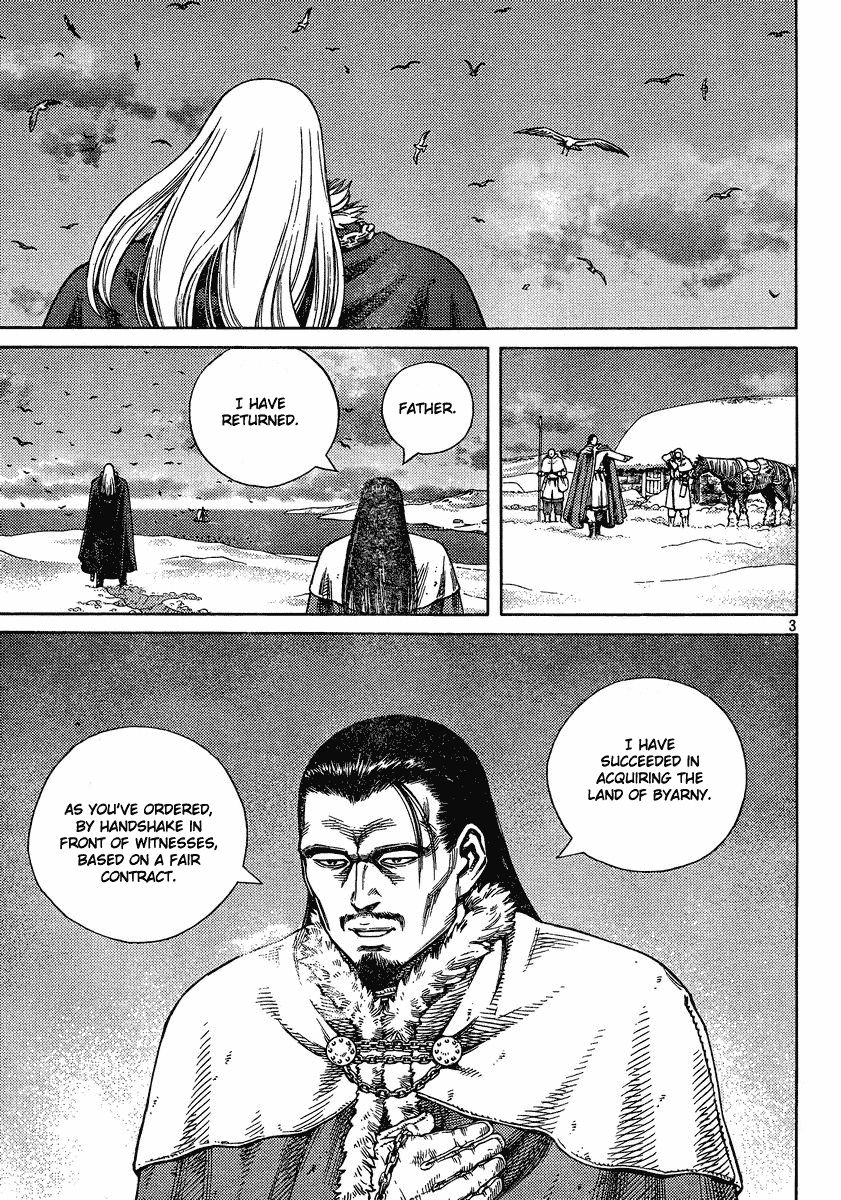 FATHER.
I HAVE
RETURNED.
3
I HAVE
SUCCEEDED IN
ACQUIRING THE
LAND OF BYARNY.
AS YOU'VE ORDERED,
BY HANDSHAKE IN
FRONT OF WITNESSES,
BASED ON A FAIR
CONTRACT.